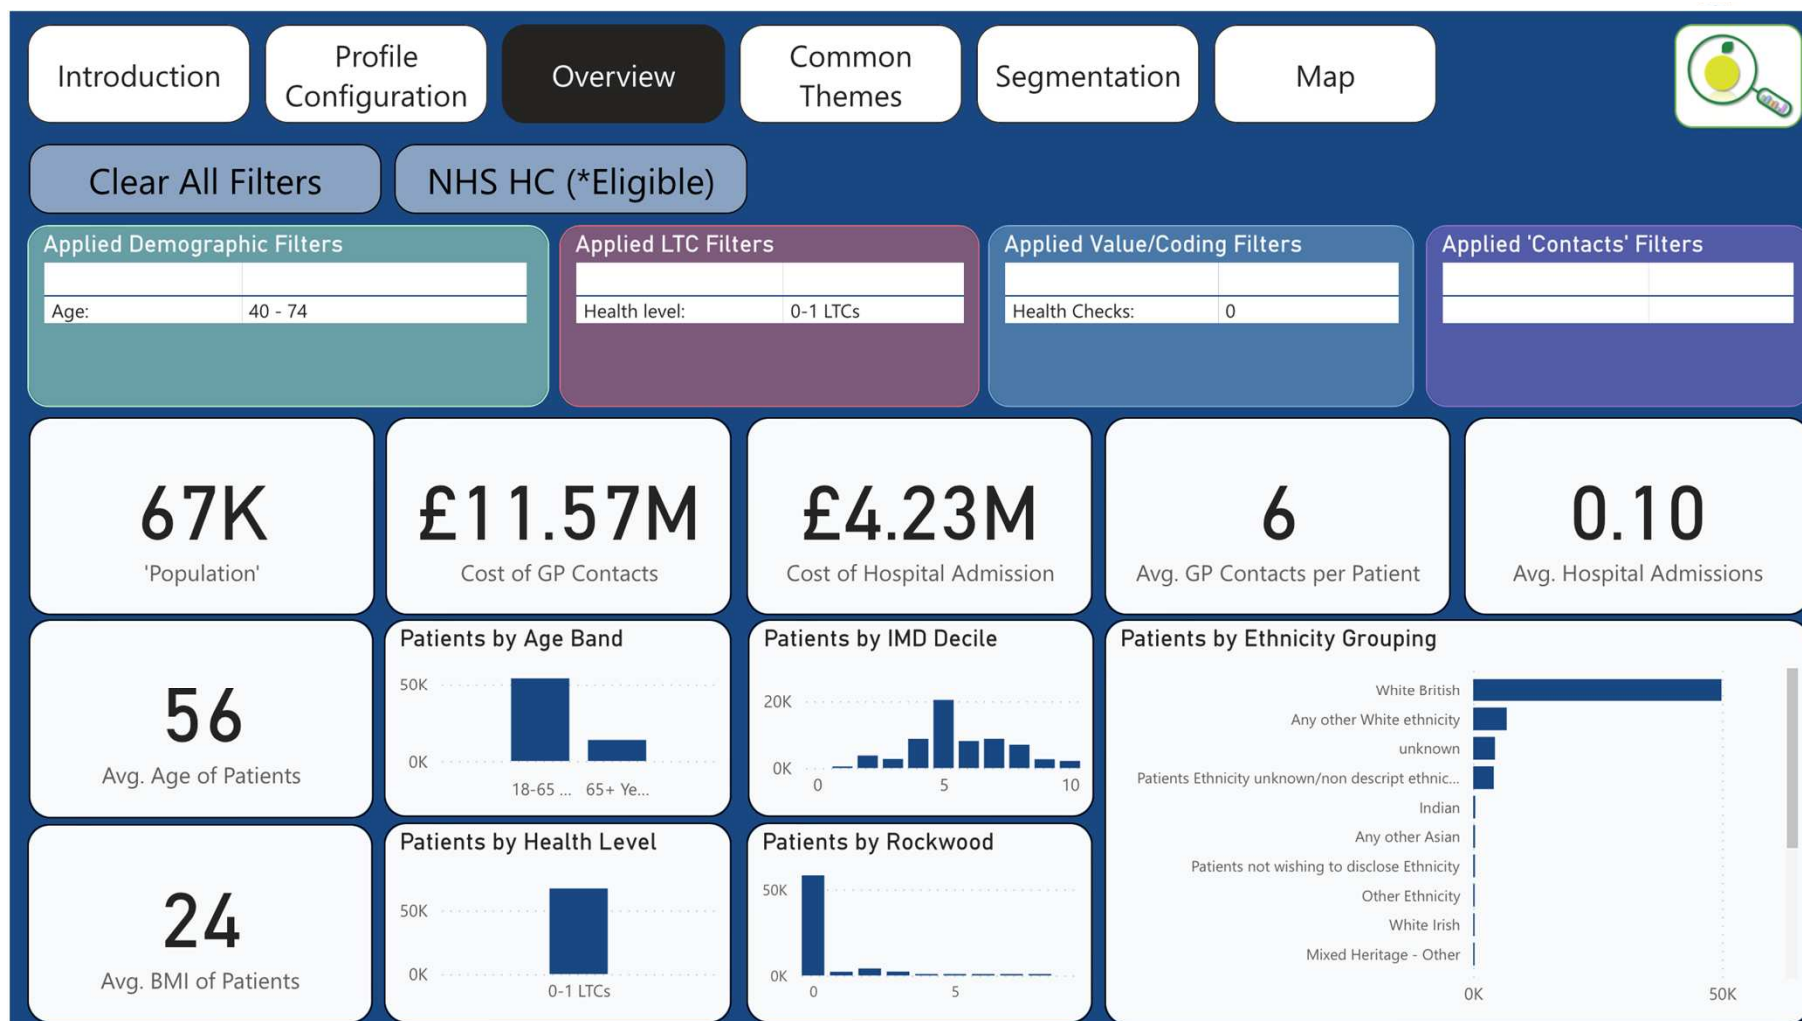 Introduction
Profile
Configuration
Overview
Common
Themes
Segmentation
Map
Clear All Filters
NHS HC (*Eligible)
Applied Demographic Filters
Age: 40 - 74
Applied LTC Filters
Health level: 0-1 LTCs
Applied Value/Coding Filters
Health Checks: 0
Applied 'Contacts' Filters
67K
'Population'
£11.57M
Cost of GP Contacts
£4.23M
Cost of Hospital Admission
6
Avg. GP Contacts per Patient
0.10
Avg. Hospital Admissions
56
Avg. Age of Patients
Patients by Age Band
50K
0K
18-65 ... 65+ Ye...
Patients by IMD Decile
20K
0K
0 5 10
Patients by Ethnicity Grouping
White British
Any other White ethnicity
unknown
Patients Ethnicity unknown/non descript ethnic...
Indian
Any other Asian
Patients not wishing to disclose Ethnicity
Other Ethnicity
White Irish
Mixed Heritage - Other
0K 50K
24
Avg. BMI of Patients
Patients by Health Level
50K
0K
0-1 LTCs
Patients by Rockwood
50K
0K
0 5